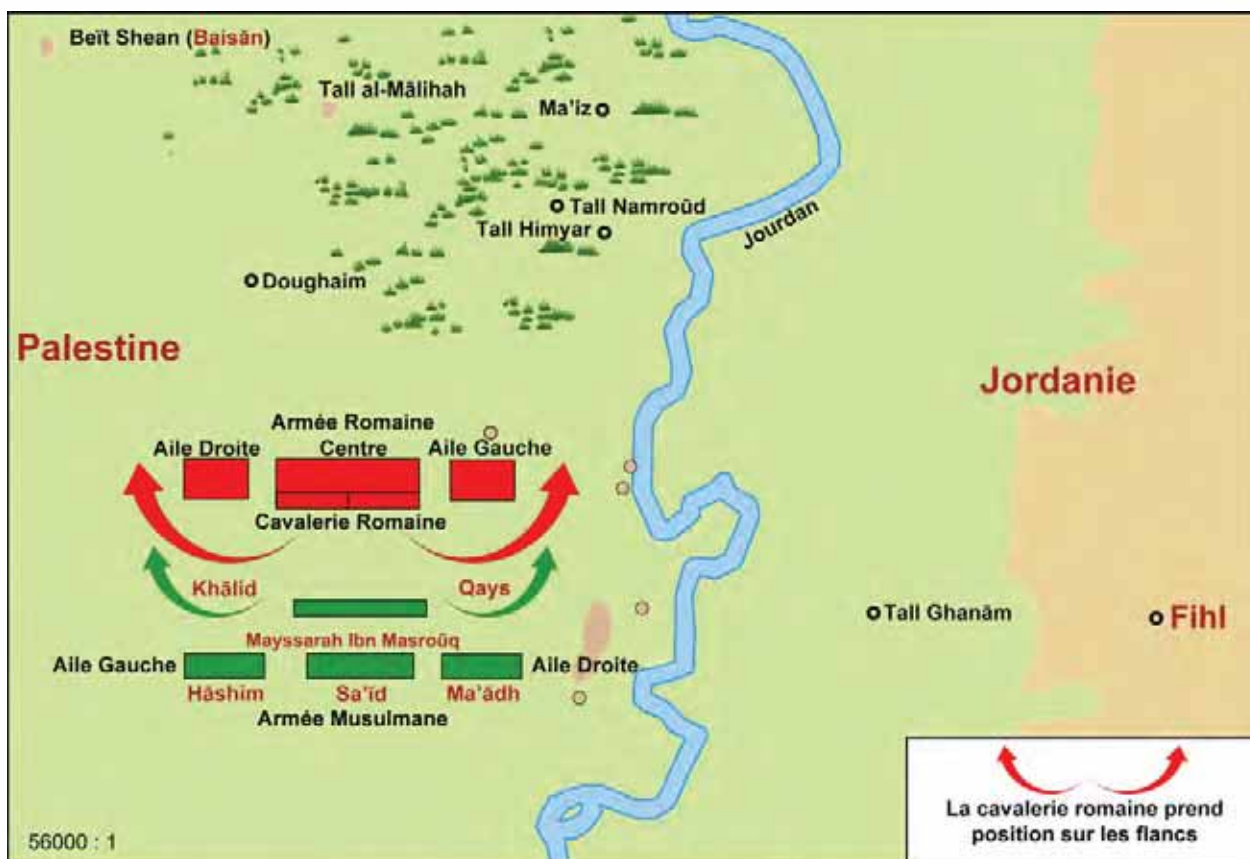 Beït Shean (Baisān)
Tall al-Mālihah
Ma'iz
Tall Namroūd
Tall Himyar
Jourdan
Doughaim
Palestine
Jordanie
Armée Romaine
Aile Droite
Centre
Aile Gauche
Cavalerie Romaine
Khālid
Qays
Tall Ghanām
Fihl
Mayssarah Ibn Masroūq
Aile Gauche
Aile Droite
Hāshim
Sa'ïd
Ma'ādh
Armée Musulmane
La cavalerie romaine prend
position sur les flancs
56000 : 1